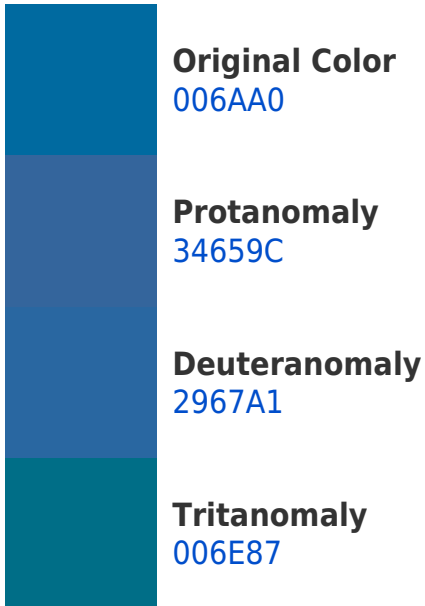 Original Color
006AA0
Protanomaly
34659C
Deuteranomaly
2967A1
Tritanomaly
006E87